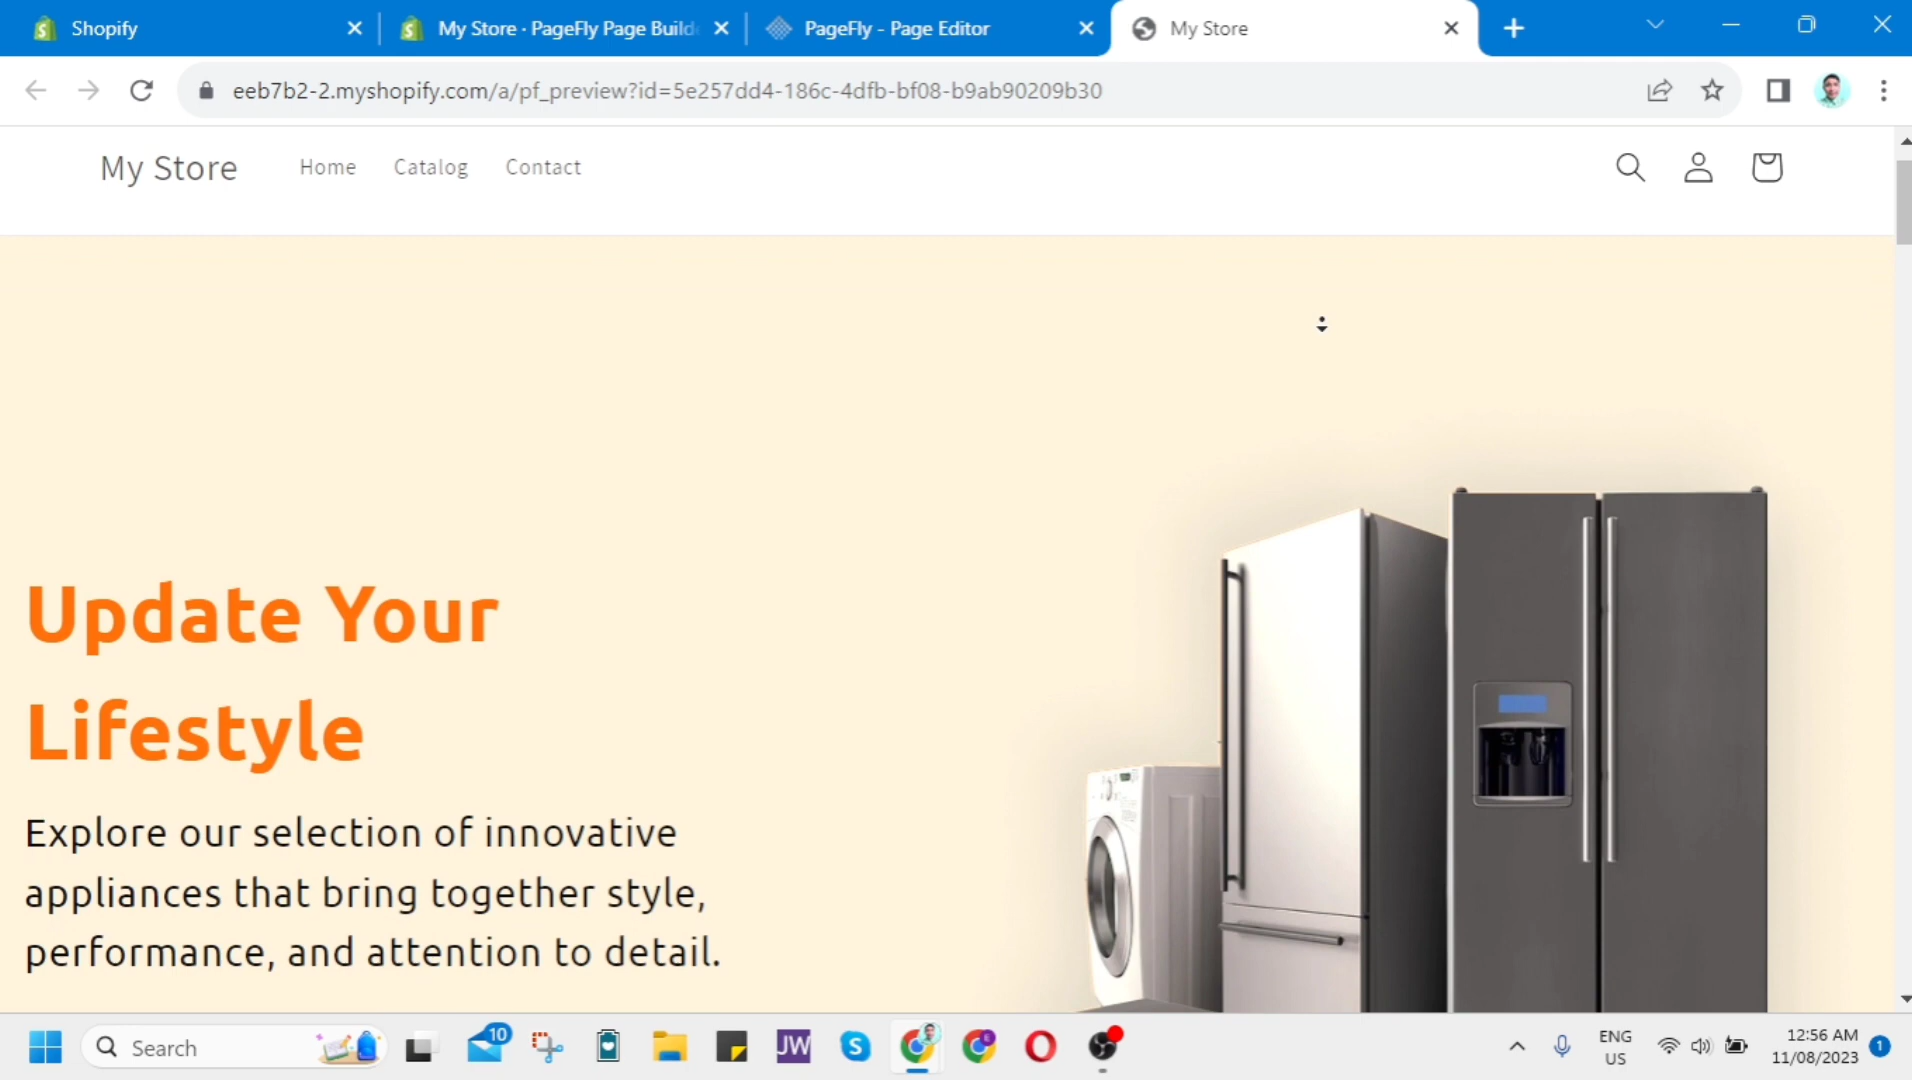 Shopify
My Store · PageFly Page Build
PageFly - Page Editor
My Store
eeb7b2-2.myshopify.com/a/pf_preview?id=5e257dd4-186c-4dfb-bf08-b9ab90209b30
My Store
Home
Catalog
Contact
Update Your
Lifestyle
Explore our selection of innovative
appliances that bring together style,
performance, and attention to detail.
Search
10
JW
S
E
ENG
US
12:56 AM
11/08/2023
1